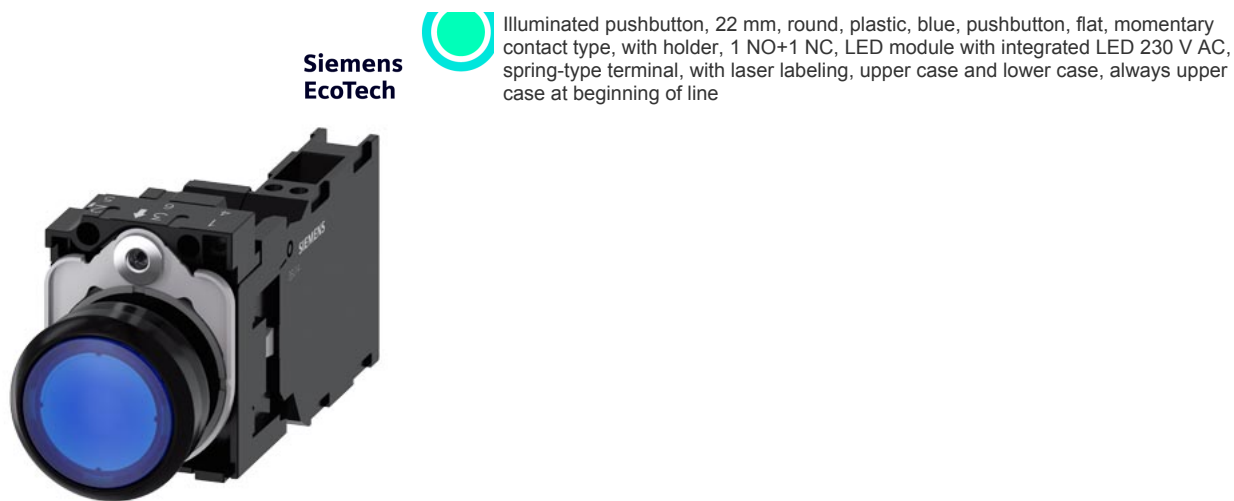 Siemens
EcoTech
Illuminated pushbutton, 22 mm, round, plastic, blue, pushbutton, flat, momentary
contact type, with holder, 1 NO+1 NC, LED module with integrated LED 230 V AC,
spring-type terminal, with laser labeling, upper case and lower case, always upper
case at beginning of line
SIEMENS